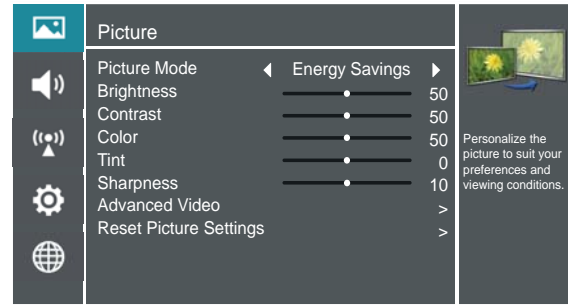 Picture
Picture Mode Energy Savings
Brightness 50
Contrast 50
Color 50
Tint 0
Sharpness 10
Advanced Video >
Reset Picture Settings >
Personalize the
picture to suit your
preferences and
viewing conditions.